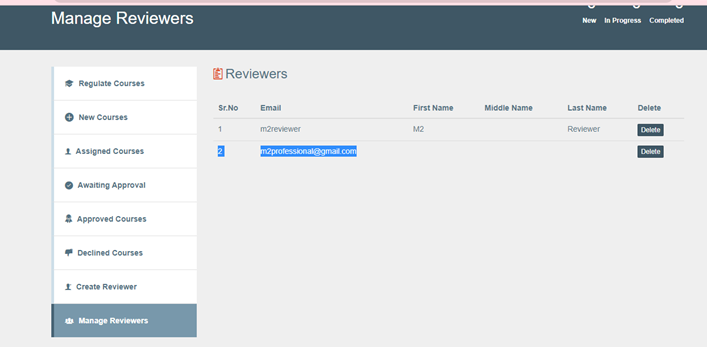 Manage Reviewers
New In Progress Completed
Regulate Courses
New Courses
Assigned Courses
Awaiting Approval
Approved Courses
Declined Courses
Create Reviewer
Manage Reviewers
Reviewers
Sr.No Email First Name Middle Name Last Name Delete
1 m2reviewer M2 Reviewer Delete
2 m2professional@gmail.com Delete